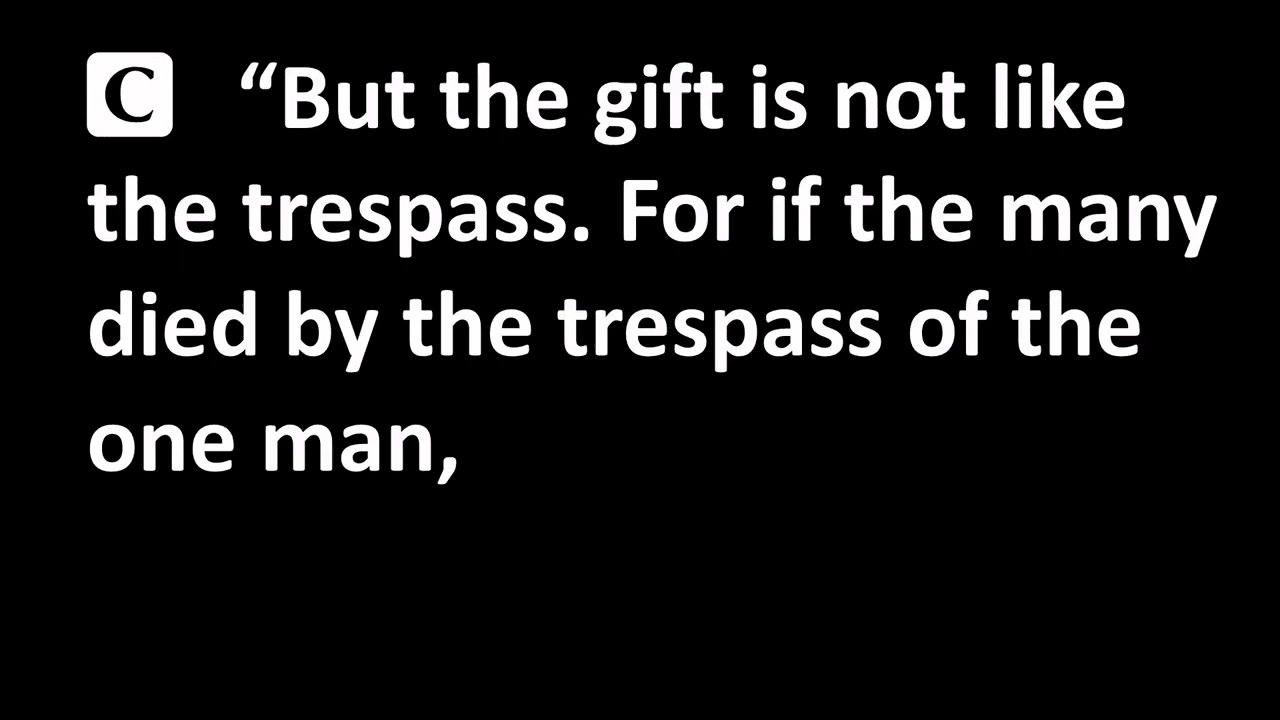 C “But the gift is not like
the trespass. For if the many
died by the trespass of the
one man,